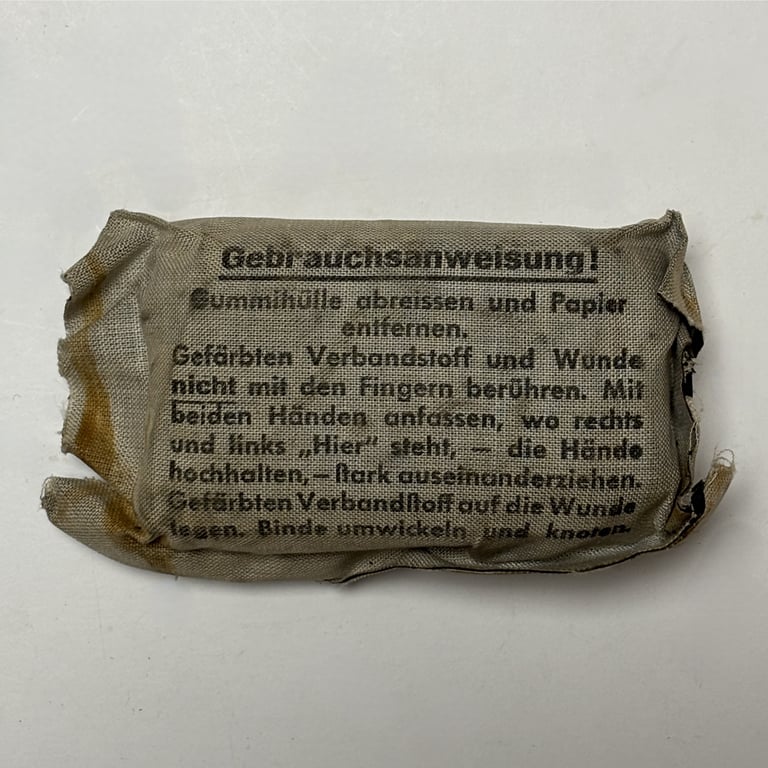 Gebrauchsanweisung!
Gummihülle abreissen und Papier
entfernen.
Gefärbten Verbandstoff und Wunde
nicht mit den Fingern berühren. Mit
beiden Händen anfassen, wo rechts
und links „Hier" steht, — die Hände
hochhalten, — ſtark auseinanderziehen.
Gefärbten Verbandſtoff auf die Wunde
legen. Binde umwickeln und knoten.